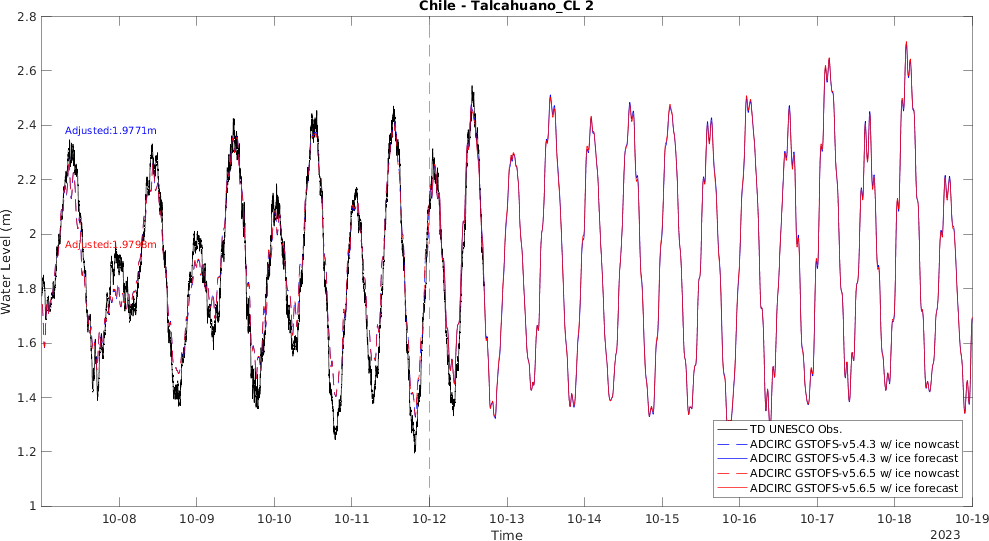 Chile - Talcahuano_CL 2
Water Level (m)
2.8
2.6
2.4
2.2
2
1.8
1.6
1.4
1.2
1
Adjusted:1.9771m
Adjusted:1.9793m
TD UNESCO Obs.
ADCIRC GSTOFS-v5.4.3 w/ ice nowcast
ADCIRC GSTOFS-v5.4.3 w/ ice forecast
ADCIRC GSTOFS-v5.6.5 w/ ice nowcast
ADCIRC GSTOFS-v5.6.5 w/ ice forecast
10-08 10-09 10-10 10-11 10-12 10-13 10-14 10-15 10-16 10-17 10-18 10-19
Time
2023